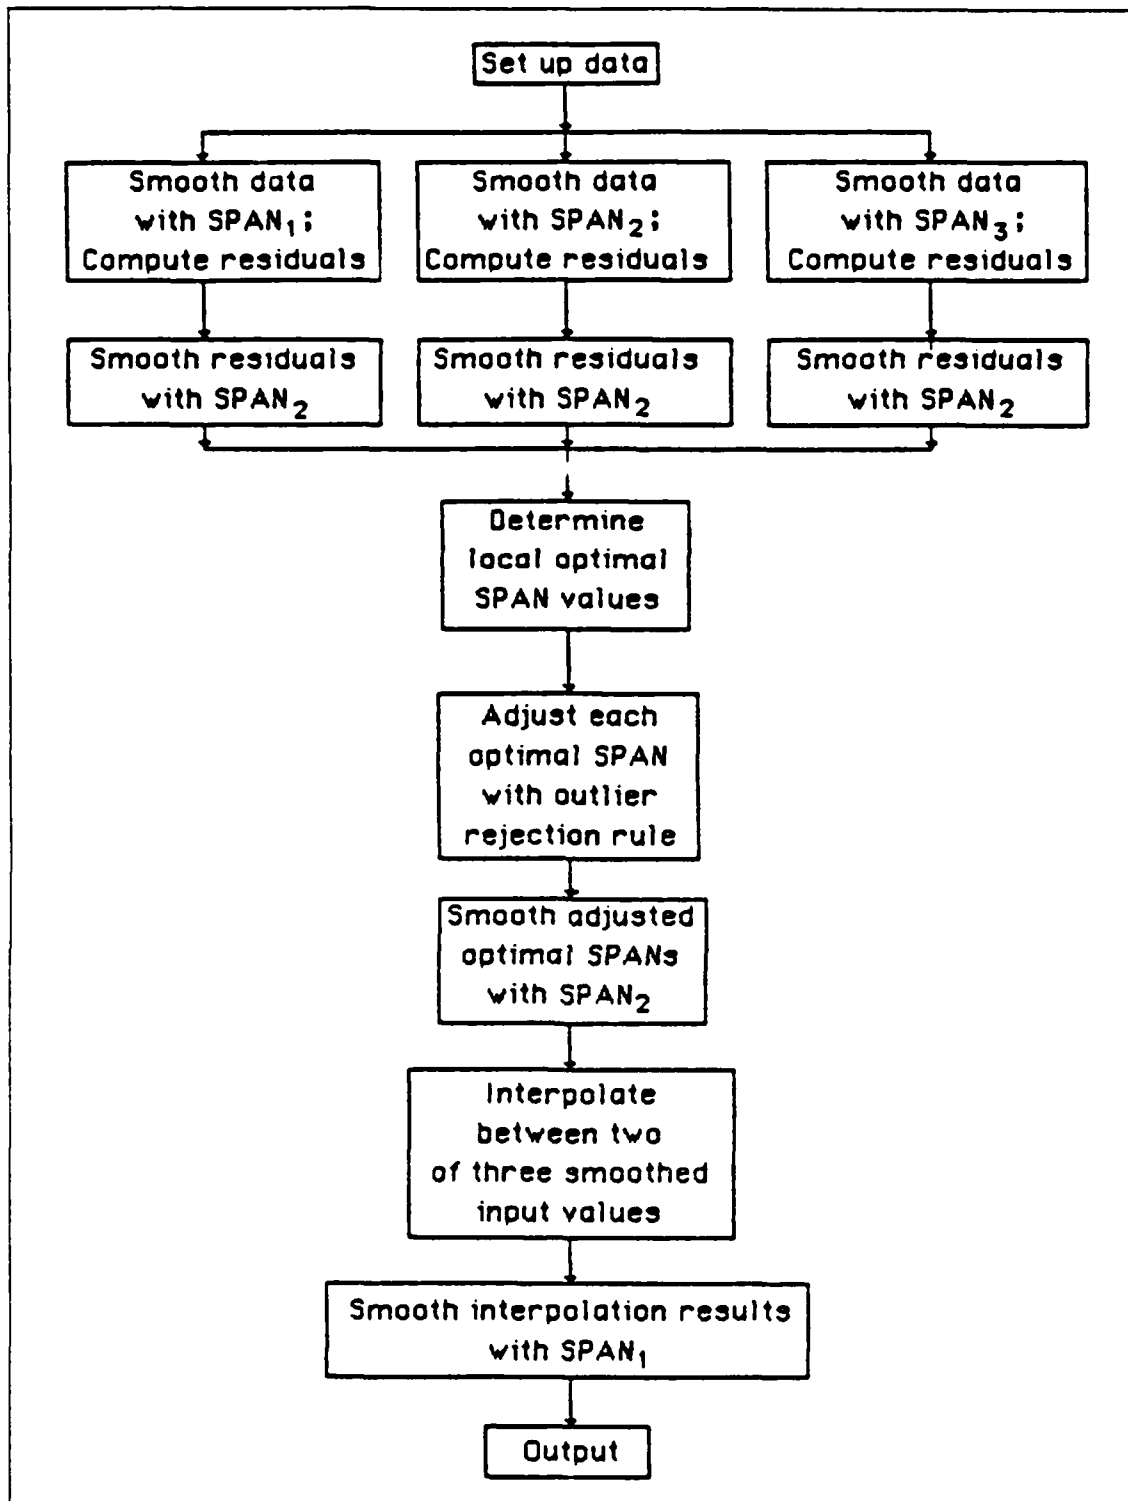 Set up data
Smooth data
with SPAN₁;
Compute residuals
Smooth data
with SPAN₂;
Compute residuals
Smooth data
with SPAN₃;
Compute residuals
Smooth residuals
with SPAN₂
Smooth residuals
with SPAN₂
Smooth residuals
with SPAN₂
Determine
local optimal
SPAN values
Adjust each
optimal SPAN
with outlier
rejection rule
Smooth adjusted
optimal SPANs
with SPAN₂
Interpolate
between two
of three smoothed
input values
Smooth interpolation results
with SPAN₁
Output